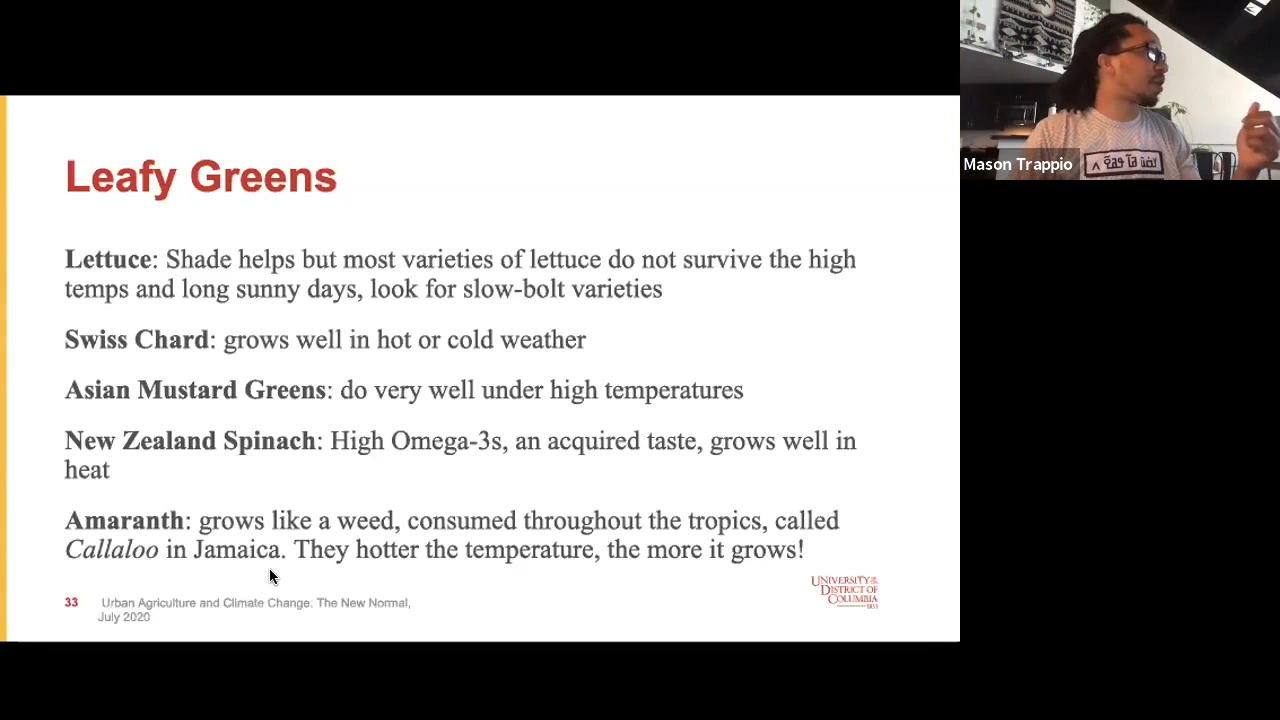 Leafy Greens
Lettuce: Shade helps but most varieties of lettuce do not survive the high
temps and long sunny days, look for slow-bolt varieties
Swiss Chard: grows well in hot or cold weather
Asian Mustard Greens: do very well under high temperatures
New Zealand Spinach: High Omega-3s, an acquired taste, grows well in
heat
Amaranth: grows like a weed, consumed throughout the tropics, called
Callaloo in Jamaica. They hotter the temperature, the more it grows!
33 Urban Agriculture and Climate Change: The New Normal,
July 2020
UNIVERSITY OF THE
DISTRICT OF
COLUMBIA
1851
Mason Trappio